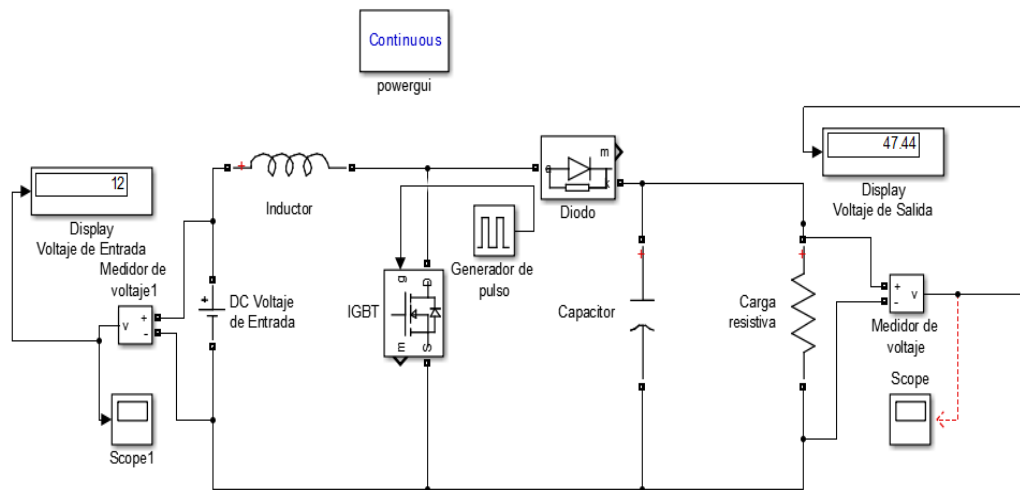 Continuous
powergui
12
Display
Voltaje de Entrada
Medidor de
voltaje1
v
+
-
Scope1
+
Inductor
+
DC Voltaje
de Entrada
IGBT
g
D
m
S
Generador de
pulso
a
m
k
Diodo
+
Capacitor
+
Carga
resistiva
47.44
Display
Voltaje de Salida
+
-
v
Medidor de
voltaje
Scope